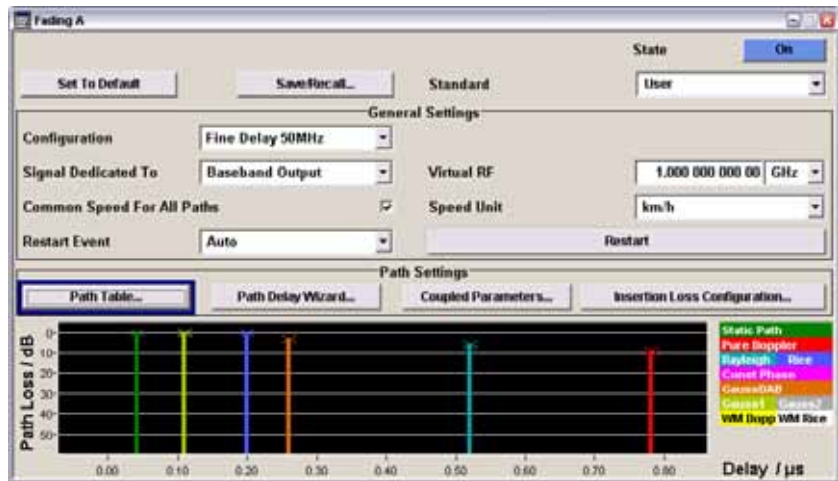 Fading A
State On
Set To Default Save/Recall... Standard User
General Settings
Configuration Fine Delay 50MHz
Signal Dedicated To Baseband Output Virtual RF 1.000 000 000 00 GHz
Common Speed For All Paths Speed Unit km/h
Restart Event Auto Restart
Path Settings
Path Table... Path Delay Wizard... Coupled Parameters... Insertion Loss Configuration...
Path Loss / dB
0
10
20
30
40
50
Static Path
Pure Doppler
Rayleigh Rice
Const Phase
GaussDAB
Gauss1 Gauss2
WM Dopp WM Rice
0.00 0.10 0.20 0.30 0.40 0.50 0.60 0.70 0.80 Delay / µs